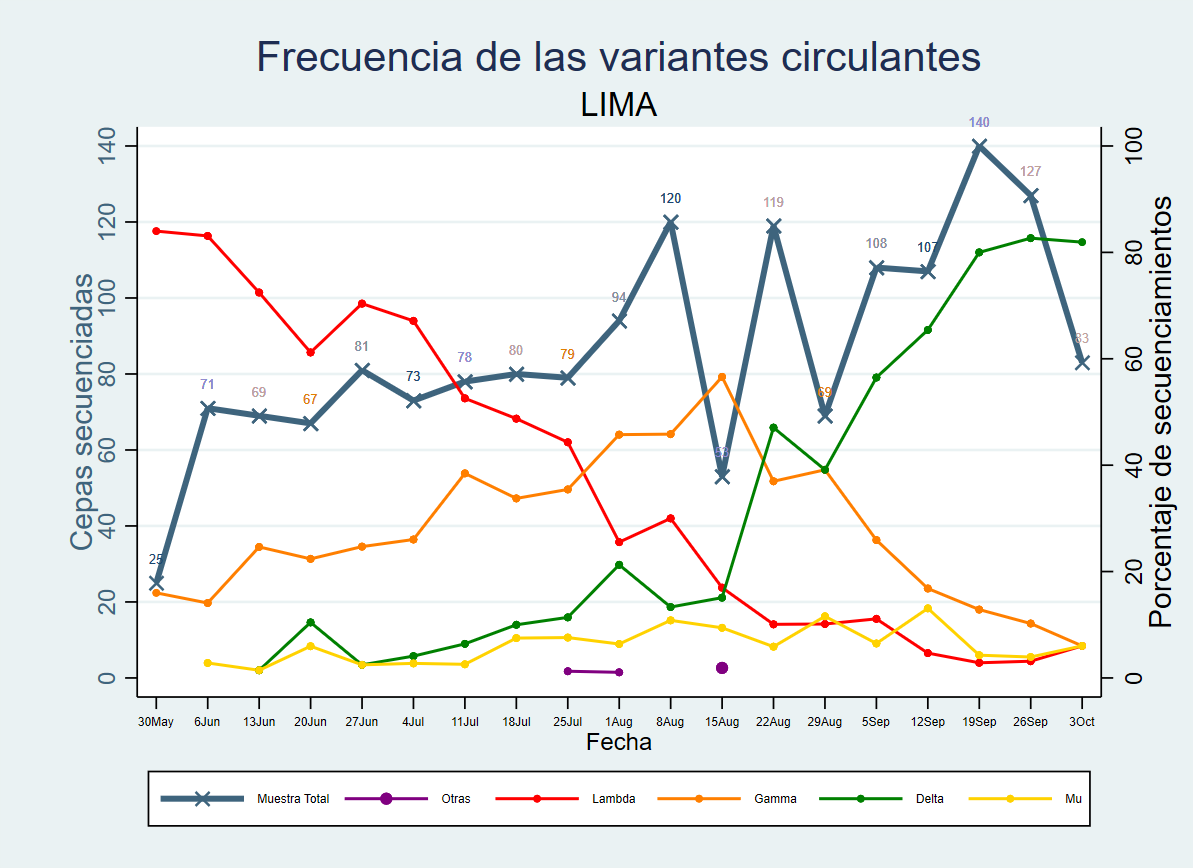 Frecuencia de las variantes circulantes
LIMA
Cepas secuenciadas
0 20 40 60 80 100 120 140
25 71 69 67 81 73 78 80 79 94 120 53 119 69 108 107 140 127 83
0 20 40 60 80 100
Porcentaje de secuenciamientos
30May 6Jun 13Jun 20Jun 27Jun 4Jul 11Jul 18Jul 25Jul 1Aug 8Aug 15Aug 22Aug 29Aug 5Sep 12Sep 19Sep 26Sep 3Oct
Fecha
Muestra Total Otras Lambda Gamma Delta Mu